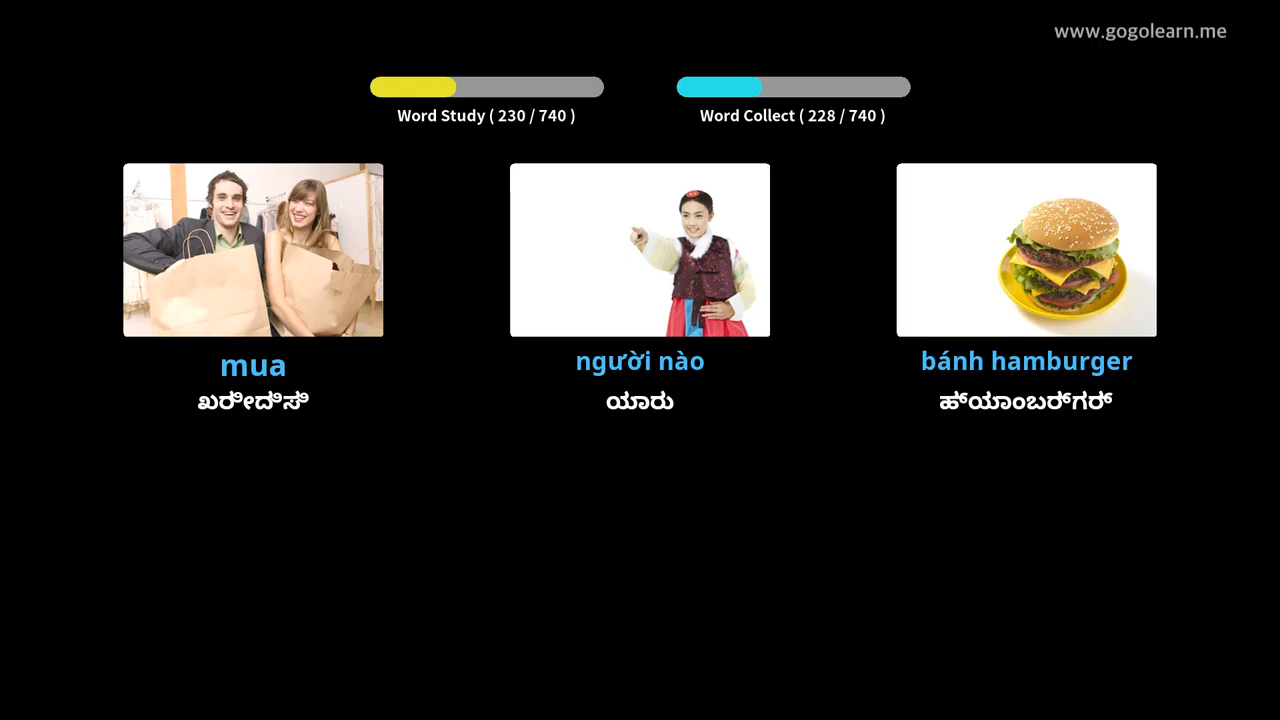 www.gogolearn.me
Word Study ( 230 / 740 )
Word Collect ( 228 / 740 )
mua
ಖರೀದಿಸಿ
người nào
ಯಾರು
bánh hamburger
ಹ್ಯಾಂಬರ್ಗರ್